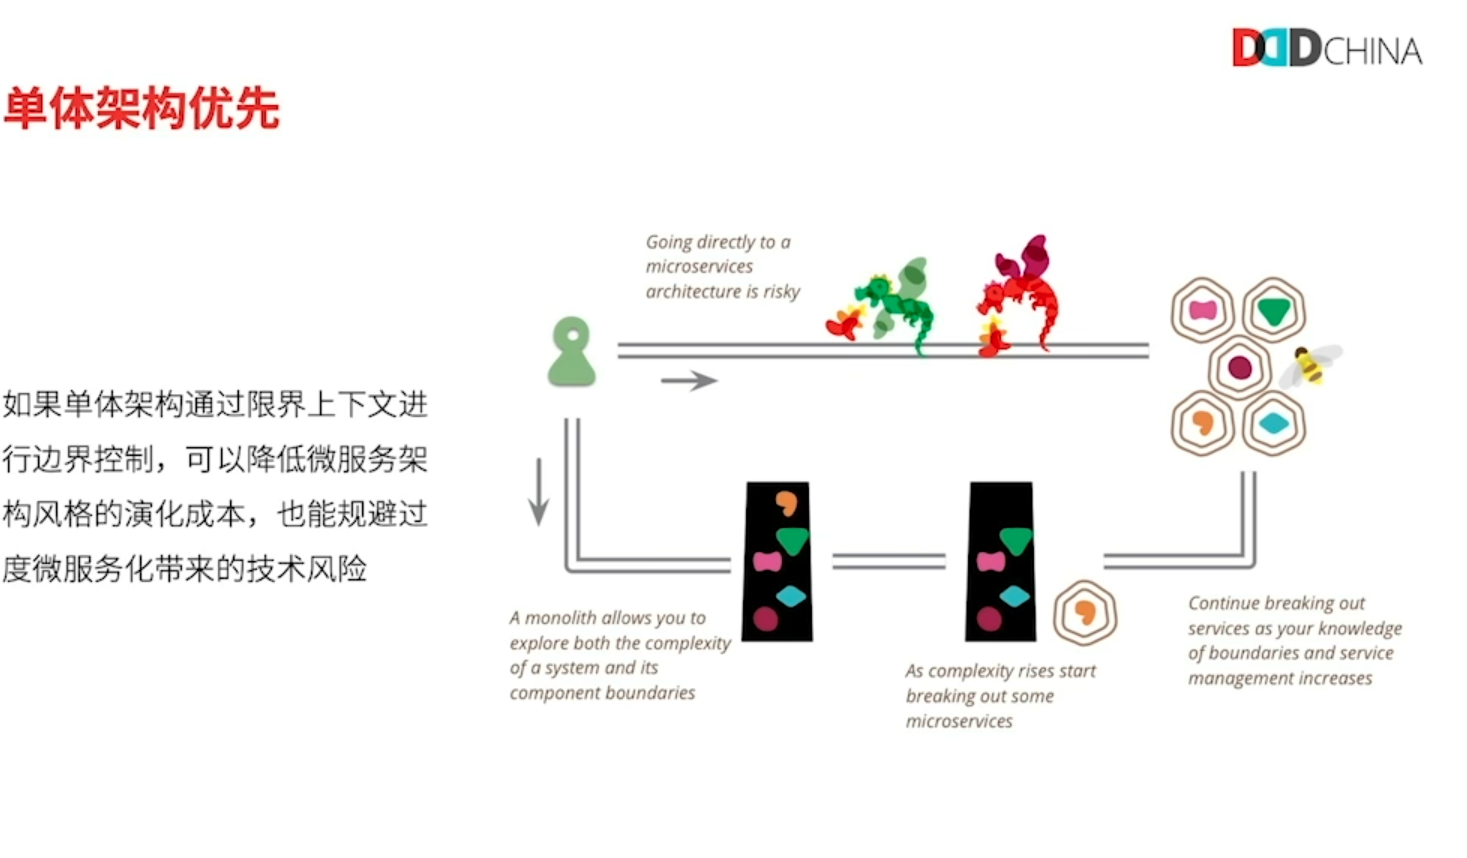 DDD CHINA
单体架构优先
Going directly to a
microservices
architecture is risky
如果单体架构通过限界上下文进
行边界控制，可以降低微服务架
构风格的演化成本，也能规避过
度微服务化带来的技术风险
A monolith allows you to
explore both the complexity
of a system and its
component boundaries
As complexity rises start
breaking out some
microservices
Continue breaking out
services as your knowledge
of boundaries and service
management increases